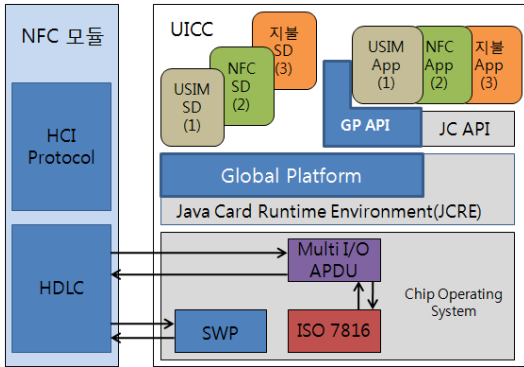 NFC 모듈
HCI
Protocol
HDLC
UICC
USIM
SD
(1)
NFC
SD
(2)
지불
SD
(3)
USIM
App
(1)
NFC
App
(2)
지불
App
(3)
GP API
JC API
Global Platform
Java Card Runtime Environment(JCRE)
Multi I/O
APDU
SWP
ISO 7816
Chip Operating
System